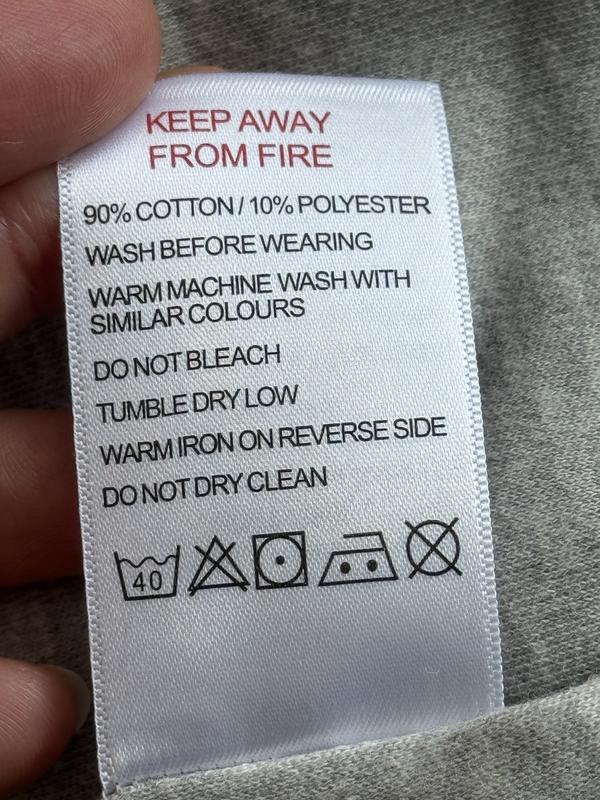 KEEP AWAY
FROM FIRE
90% COTTON / 10% POLYESTER
WASH BEFORE WEARING
WARM MACHINE WASH WITH
SIMILAR COLOURS
DO NOT BLEACH
TUMBLE DRY LOW
WARM IRON ON REVERSE SIDE
DO NOT DRY CLEAN
40